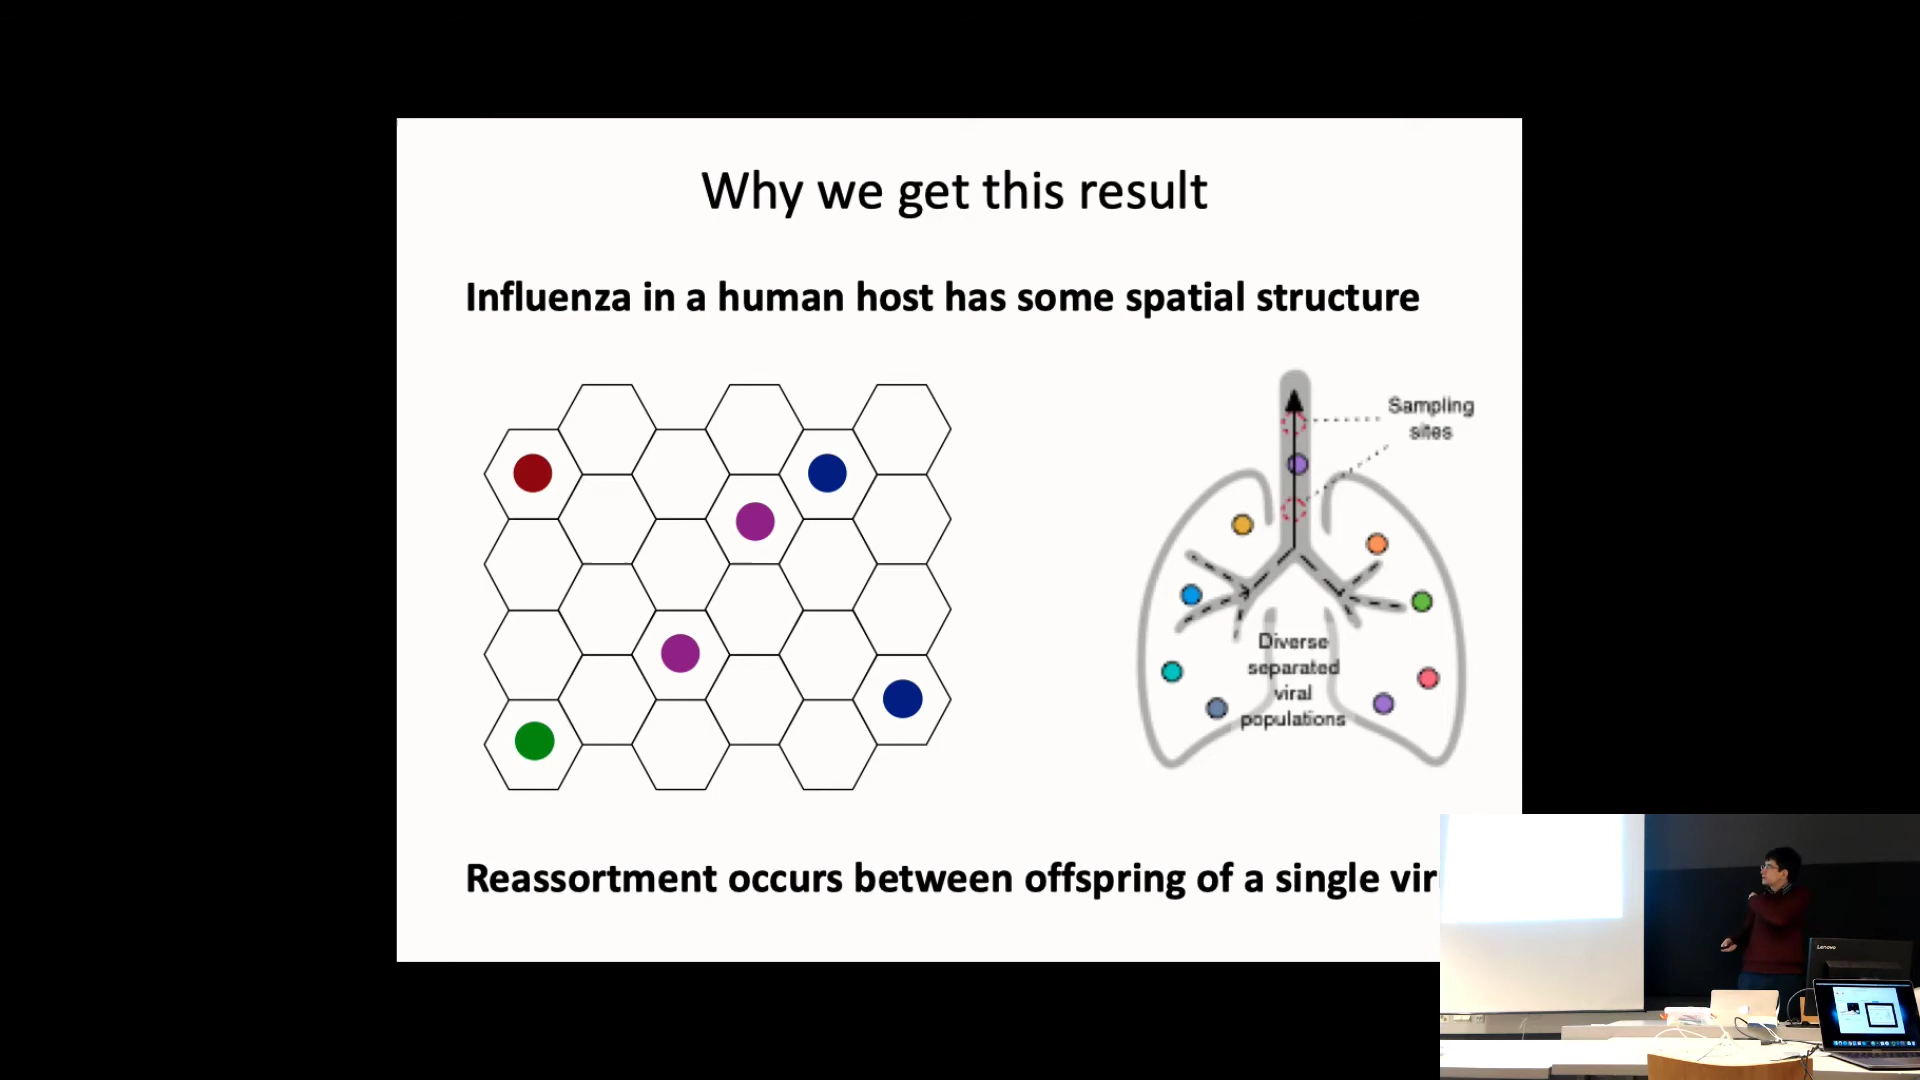 Why we get this result
Influenza in a human host has some spatial structure
Sampling
sites
Diverse
separated
viral
populations
Reassortment occurs between offspring of a single
Lenovo